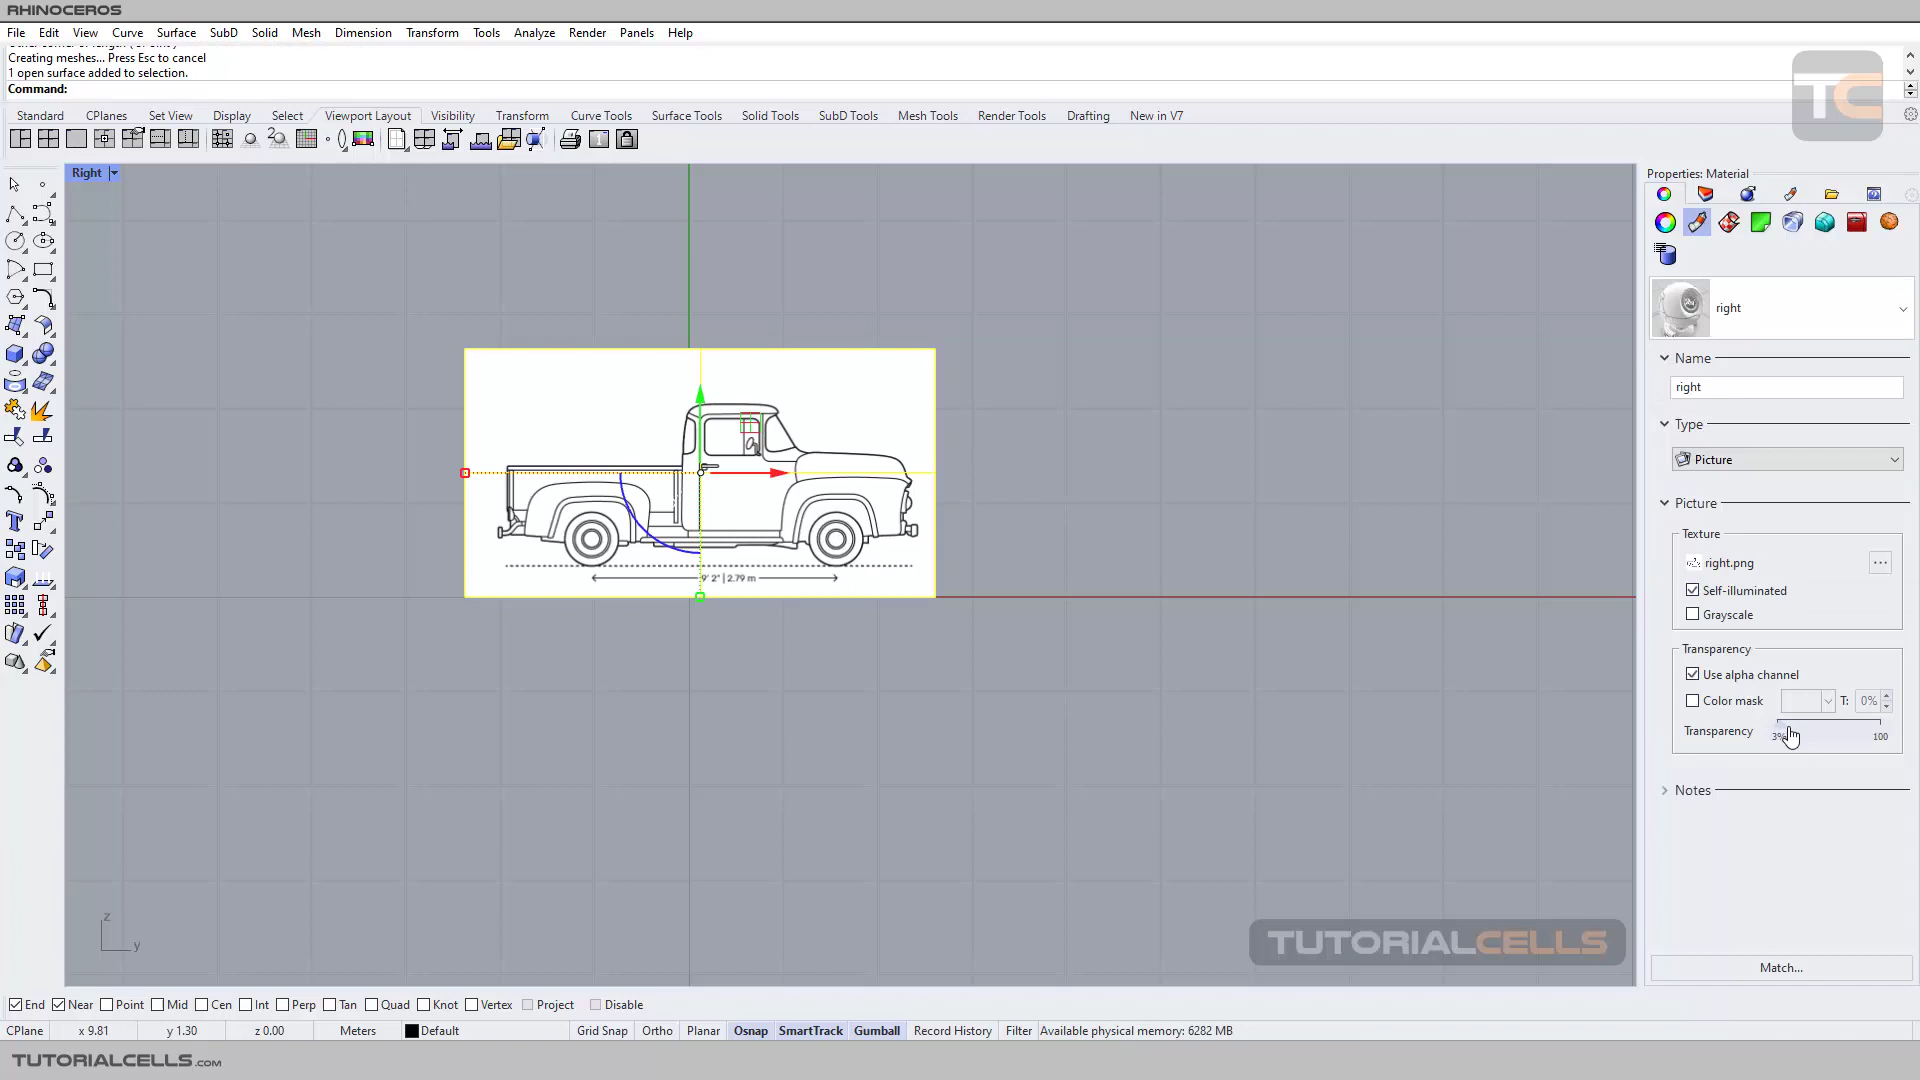 RHINOCEROS
File Edit View Curve Surface SubD Solid Mesh Dimension Transform Tools Analyze Render Panels Help
Creating meshes... Press Esc to cancel
1 open surface added to selection.
Command:
TC
Standard CPlanes Set View Display Select Viewport Layout Visibility Transform Curve Tools Surface Tools Solid Tools SubD Tools Mesh Tools Render Tools Drafting New in V7
Right
Properties: Material
right
Name
right
Type
Picture
Picture
Texture
right.png
Self-illuminated
Grayscale
Transparency
Use alpha channel
Color mask T: 0%
Transparency 3% 100
Notes
9' 2" | 2.79 m
z
y
TUTORIALCELLS
Match...
End Near Point Mid Cen Int Perp Tan Quad Knot Vertex Project Disable
CPlane x 9.81 y 1.30 z 0.00 Meters Default Grid Snap Ortho Planar Osnap SmartTrack Gumball Record History Filter Available physical memory: 6282 MB
TUTORIALCELLS.COM